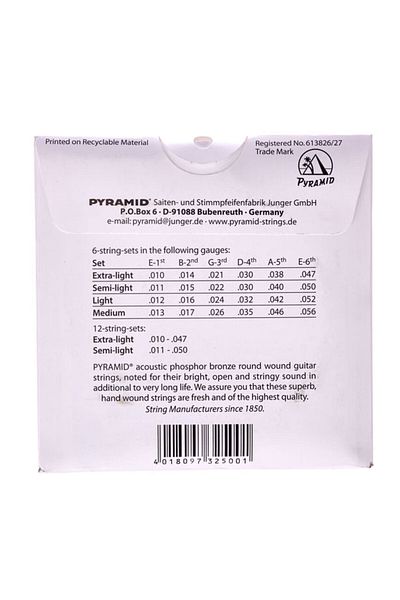 Printed on Recyclable Material
Registered No. 613826/27
Trade Mark
PYRAMID
PYRAMID® Saiten- und Stimmpfeifenfabrik Junger GmbH
P.O.Box 6 · D-91088 Bubenreuth · Germany
e-mail: pyramid@junger.de · www.pyramid-strings.de
6-string-sets in the following gauges:
Set E-1st B-2nd G-3rd D-4th A-5th E-6th
Extra-light .010 .014 .021 .030 .038 .047
Semi-light .011 .015 .022 .030 .040 .050
Light .012 .016 .024 .032 .042 .052
Medium .013 .017 .026 .035 .046 .056
12-string-sets:
Extra-light .010 - .047
Semi-light .011 - .050
PYRAMID® acoustic phosphor bronze round wound guitar
strings, noted for their bright, open and stringy sound in
additional to very long life. We assure you that these superb,
hand wound strings are fresh and of the highest quality.
String Manufacturers since 1850.
4 018097 325001